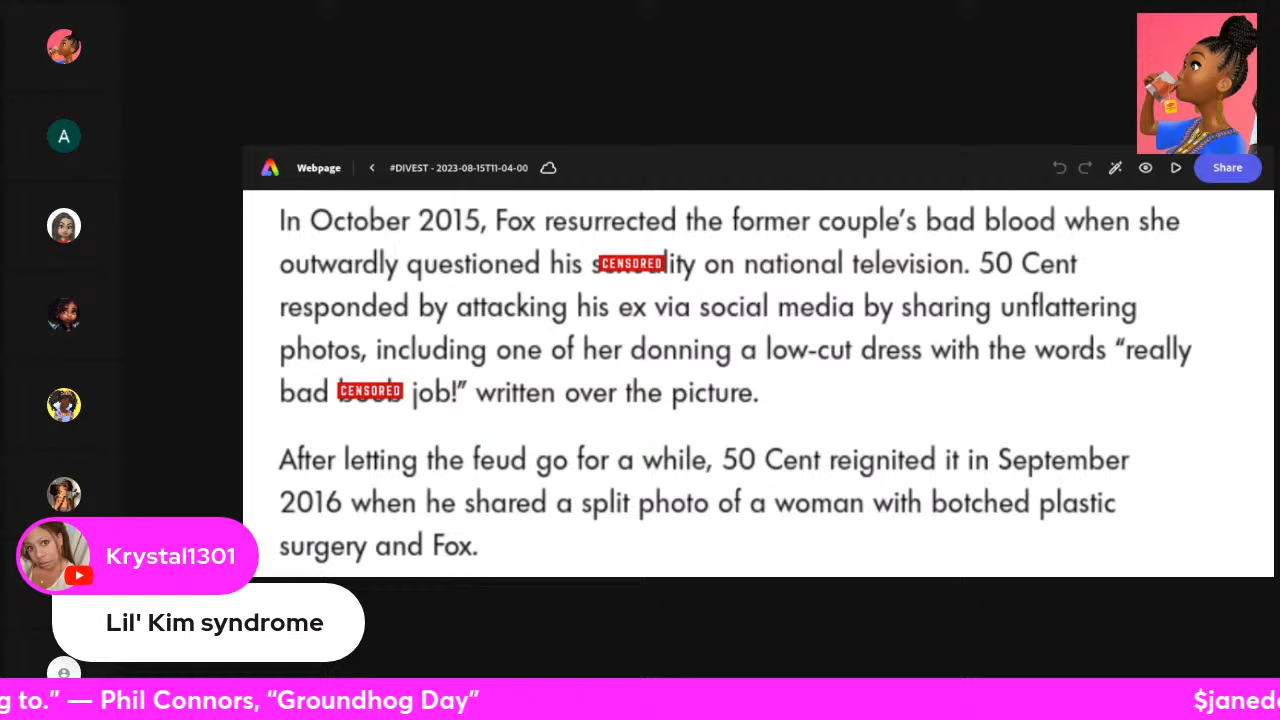 A
Webpage
#DIVEST - 2023-08-15T11-04-00
Share
In October 2015, Fox resurrected the former couple’s bad blood when she
outwardly questioned his s CENSORED lity on national television. 50 Cent
responded by attacking his ex via social media by sharing unflattering
photos, including one of her donning a low-cut dress with the words “really
bad CENSORED job!” written over the picture.
After letting the feud go for a while, 50 Cent reignited it in September
2016 when he shared a split photo of a woman with botched plastic
surgery and Fox.
Krystal1301
Lil' Kim syndrome
g to.” — Phil Connors, “Groundhog Day”